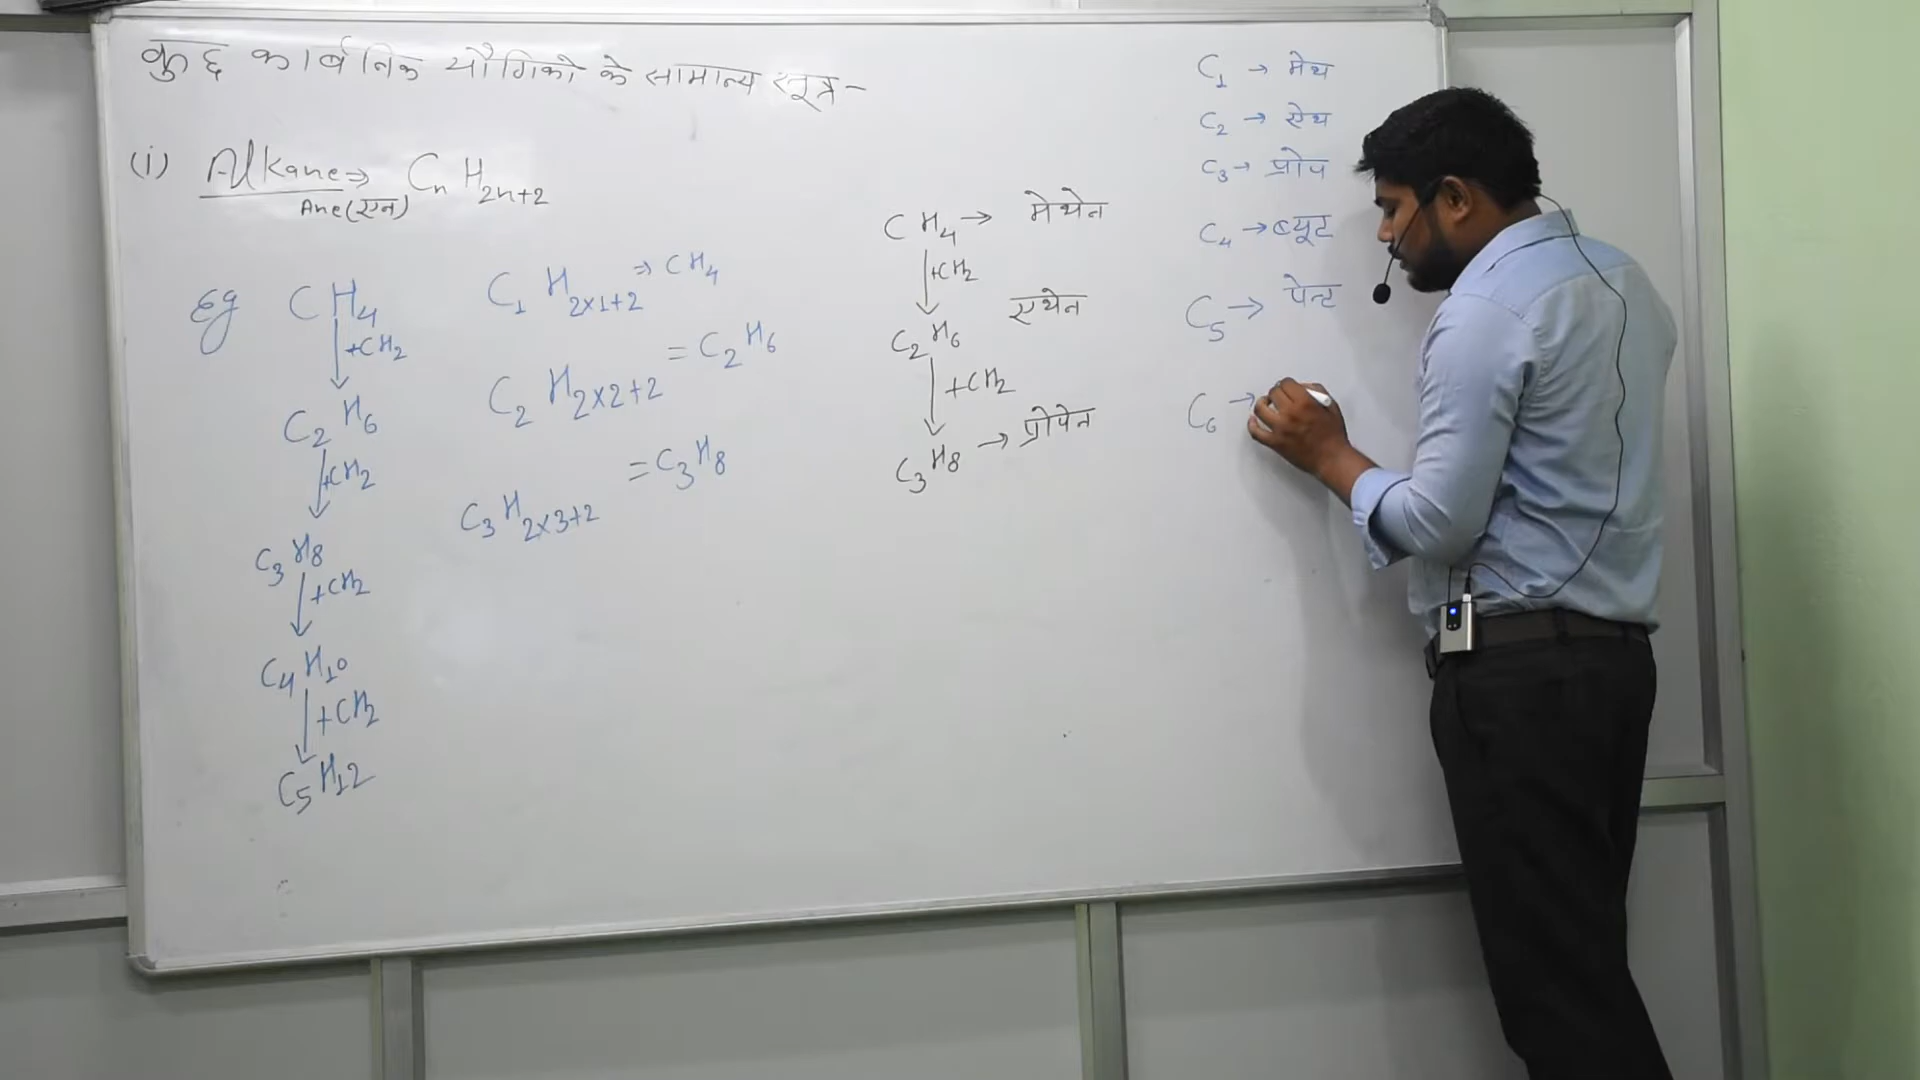 कुछ कार्बनिक यौगिको के सामान्य सूत्र-
(i) Alkane ⇒ CnH2n+2
Ane (एन)
Eg CH4
↓ +CH2
C2H6
↓ +CH2
C3H8
↓ +CH2
C4H10
↓ +CH2
C5H12
C1H2x1+2 ⇒ CH4
C2H2x2+2 = C2H6
C3H2x3+2 = C3H8
CH4 → मेथेन
↓ +CH2
C2H6 एथेन
↓ +CH2
C3H8 → प्रोपेन
C1 → मेथ
C2 → ऐथ
C3 → प्रोप
C4 → ब्यूट
C5 → पेन्ट
C6 →